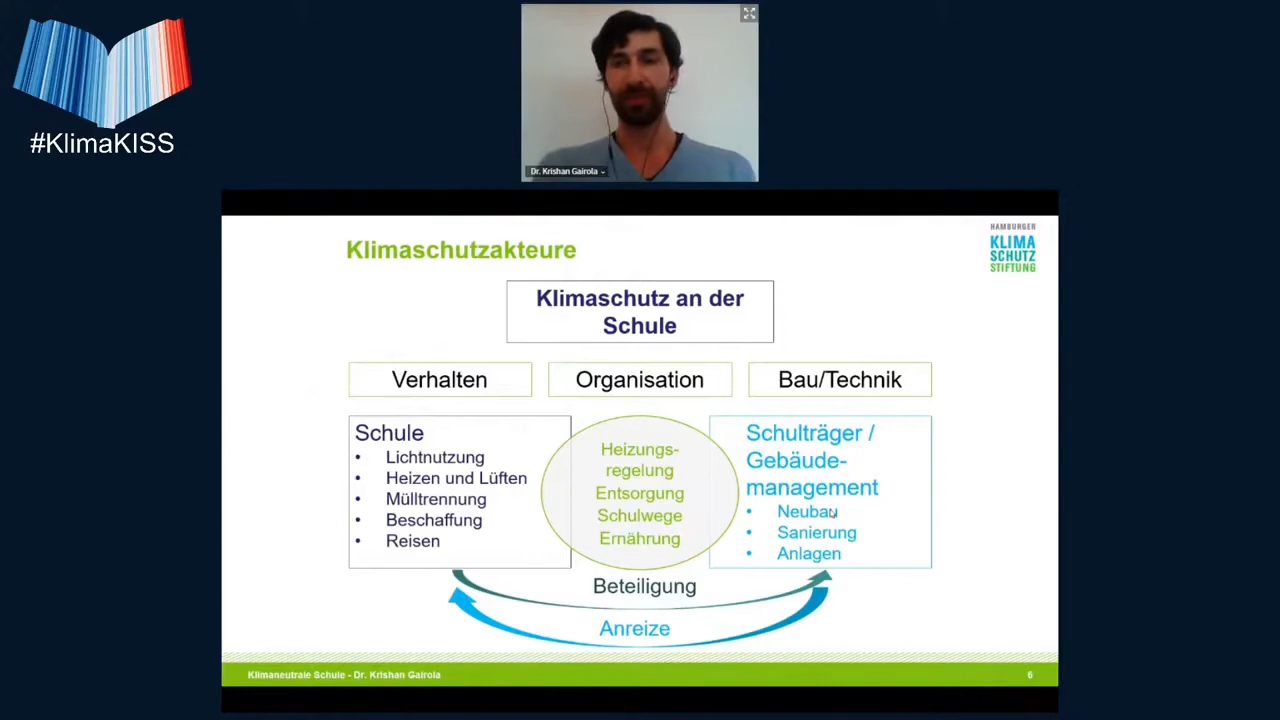 #KlimaKISS
Dr. Krishan Gairola
Klimaschutzakteure
HAMBURGER
KLIMA
SCHUTZ
STIFTUNG
Klimaschutz an der
Schule
Verhalten
Organisation
Bau/Technik
Schule
• Lichtnutzung
• Heizen und Lüften
• Mülltrennung
• Beschaffung
• Reisen
Heizungs-
regelung
Entsorgung
Schulwege
Ernährung
Schulträger /
Gebäude-
management
• Neubau
• Sanierung
• Anlagen
Beteiligung
Anreize
Klimaneutrale Schule - Dr. Krishan Gairola
6